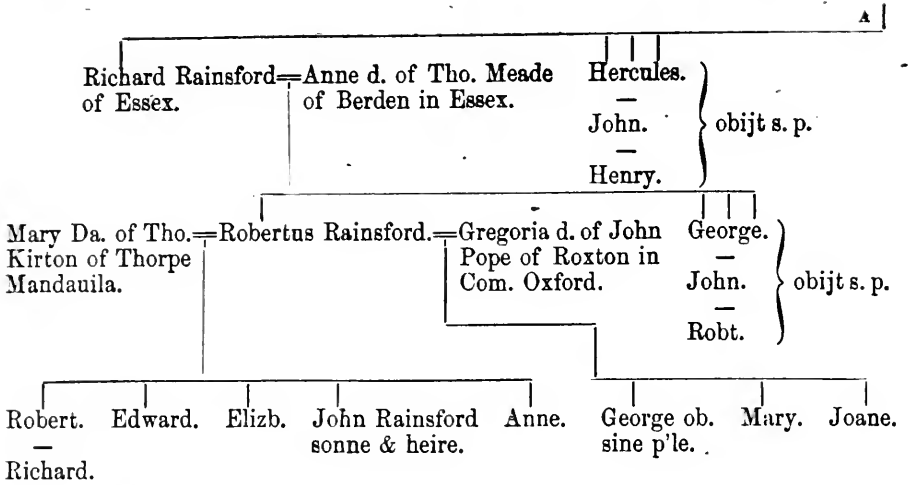 A
Richard Rainsford=Anne d. of Tho. Meade
of Essex.
of Berden in Essex.
Hercules.
—
John.
—
Henry.
obijt s. p.
Mary Da. of Tho.=Robertus Rainsford.=Gregoria d. of John
Kirton of Thorpe
Mandauila.
Pope of Roxton in
Com. Oxford.
George.
—
John.
—
Robt.
obijt s. p.
Robert.
—
Richard.
Edward.
Elizb.
John Rainsford
sonne & heire.
Anne.
George ob.
sine p'le.
Mary.
Joane.